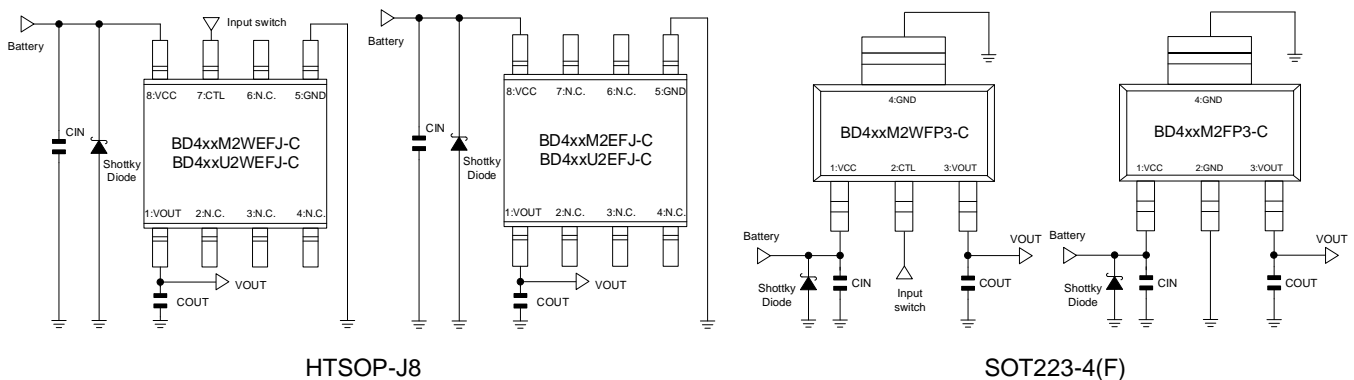 Input switch
Battery
8:VCC 7:CTL 6:N.C. 5:GND
CIN
Shottky
Diode
BD4xxM2WEFJ-C
BD4xxU2WEFJ-C
1:VOUT 2:N.C. 3:N.C. 4:N.C.
VOUT
COUT
Battery
8:VCC 7:N.C. 6:N.C. 5:GND
CIN
Shottky
Diode
BD4xxM2EFJ-C
BD4xxU2EFJ-C
1:VOUT 2:N.C. 3:N.C. 4:N.C.
VOUT
COUT
HTSOP-J8
4:GND
BD4xxM2WFP3-C
1:VCC 2:CTL 3:VOUT
Battery
VOUT
Shottky
Diode
CIN
Input
switch
COUT
4:GND
BD4xxM2FP3-C
1:VCC 2:GND 3:VOUT
Battery
VOUT
Shottky
Diode
CIN
COUT
SOT223-4(F)